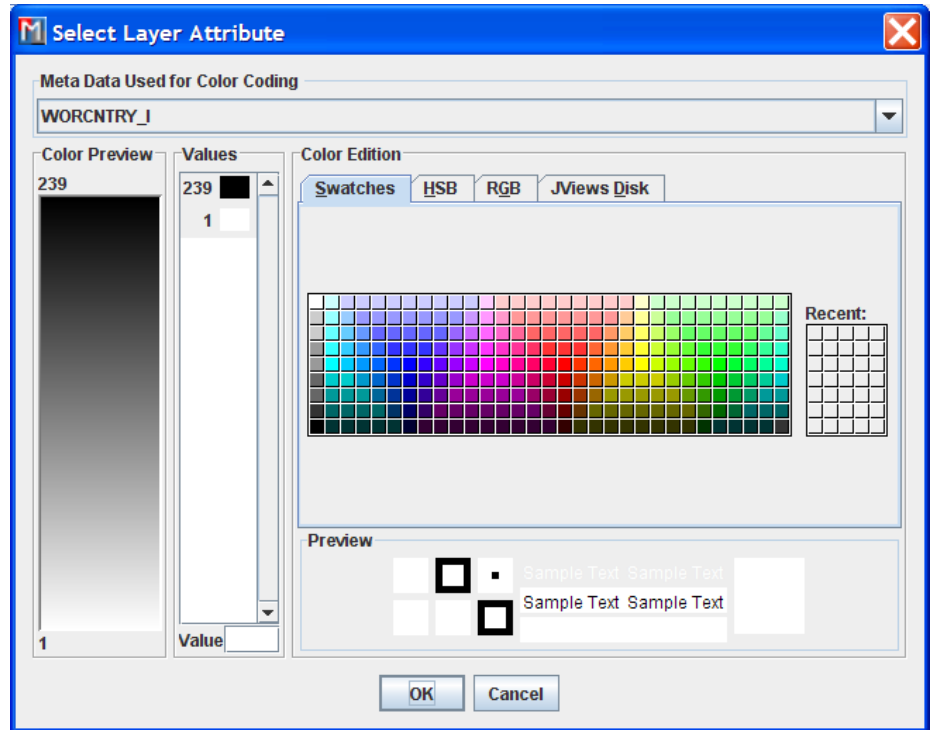 Select Layer Attribute
Meta Data Used for Color Coding
WORCNTRY_I
Color Preview
239
1
Values
239
1
Value
Color Edition
Swatches HSB RGB JViews Disk
Recent:
Preview
Sample Text Sample Text
Sample Text Sample Text
OK Cancel